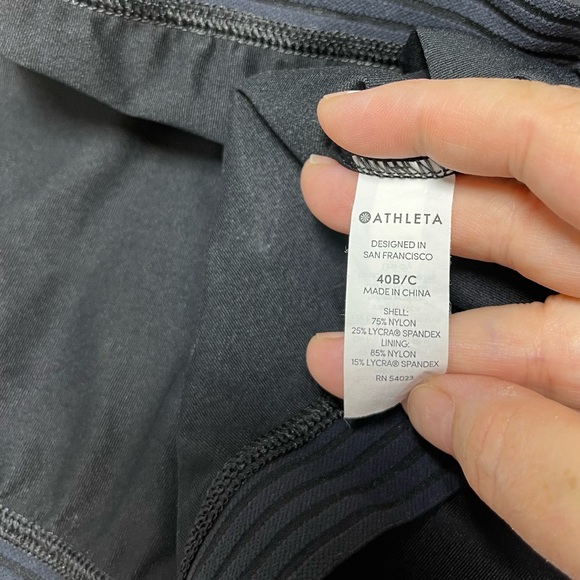 ATHLETA
DESIGNED IN
SAN FRANCISCO
40B/C
MADE IN CHINA
SHELL:
75% NYLON
25% LYCRA® SPANDEX
LINING:
85% NYLON
15% LYCRA® SPANDEX
RN 54023